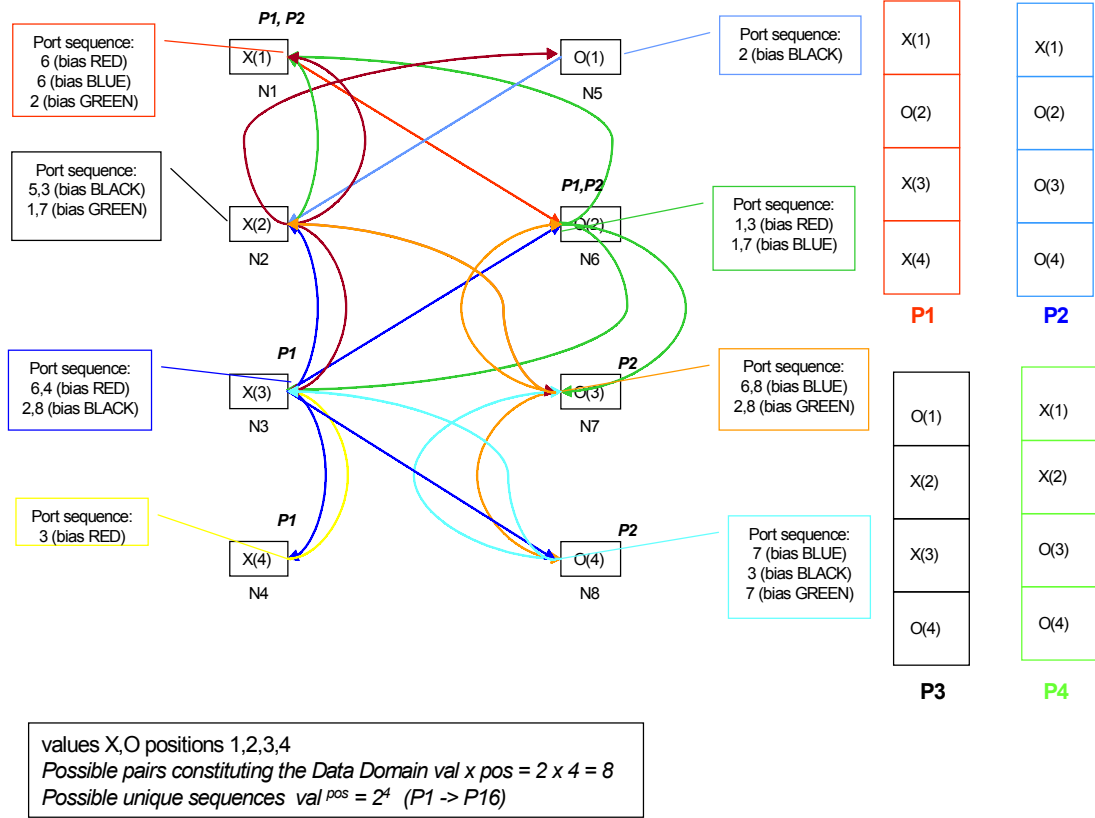 P1, P2
Port sequence:
6 (bias RED)
6 (bias BLUE)
2 (bias GREEN)
X(1)
N1
O(1)
N5
Port sequence:
2 (bias BLACK)
Port sequence:
5,3 (bias BLACK)
1,7 (bias GREEN)
X(2)
N2
P1,P2
O(2)
N6
Port sequence:
1,3 (bias RED)
1,7 (bias BLUE)
P1
Port sequence:
6,4 (bias RED)
2,8 (bias BLACK)
X(3)
N3
P2
O(3)
N7
Port sequence:
6,8 (bias BLUE)
2,8 (bias GREEN)
P1
Port sequence:
3 (bias RED)
X(4)
N4
P2
O(4)
N8
Port sequence:
7 (bias BLUE)
3 (bias BLACK)
7 (bias GREEN)
X(1)
O(2)
X(3)
X(4)
P1
X(1)
O(2)
O(3)
O(4)
P2
O(1)
X(2)
X(3)
O(4)
P3
X(1)
X(2)
O(3)
O(4)
P4
values X,O positions 1,2,3,4
Possible pairs constituting the Data Domain val x pos = 2 x 4 = 8
Possible unique sequences val pos = 2⁴ (P1 -> P16)